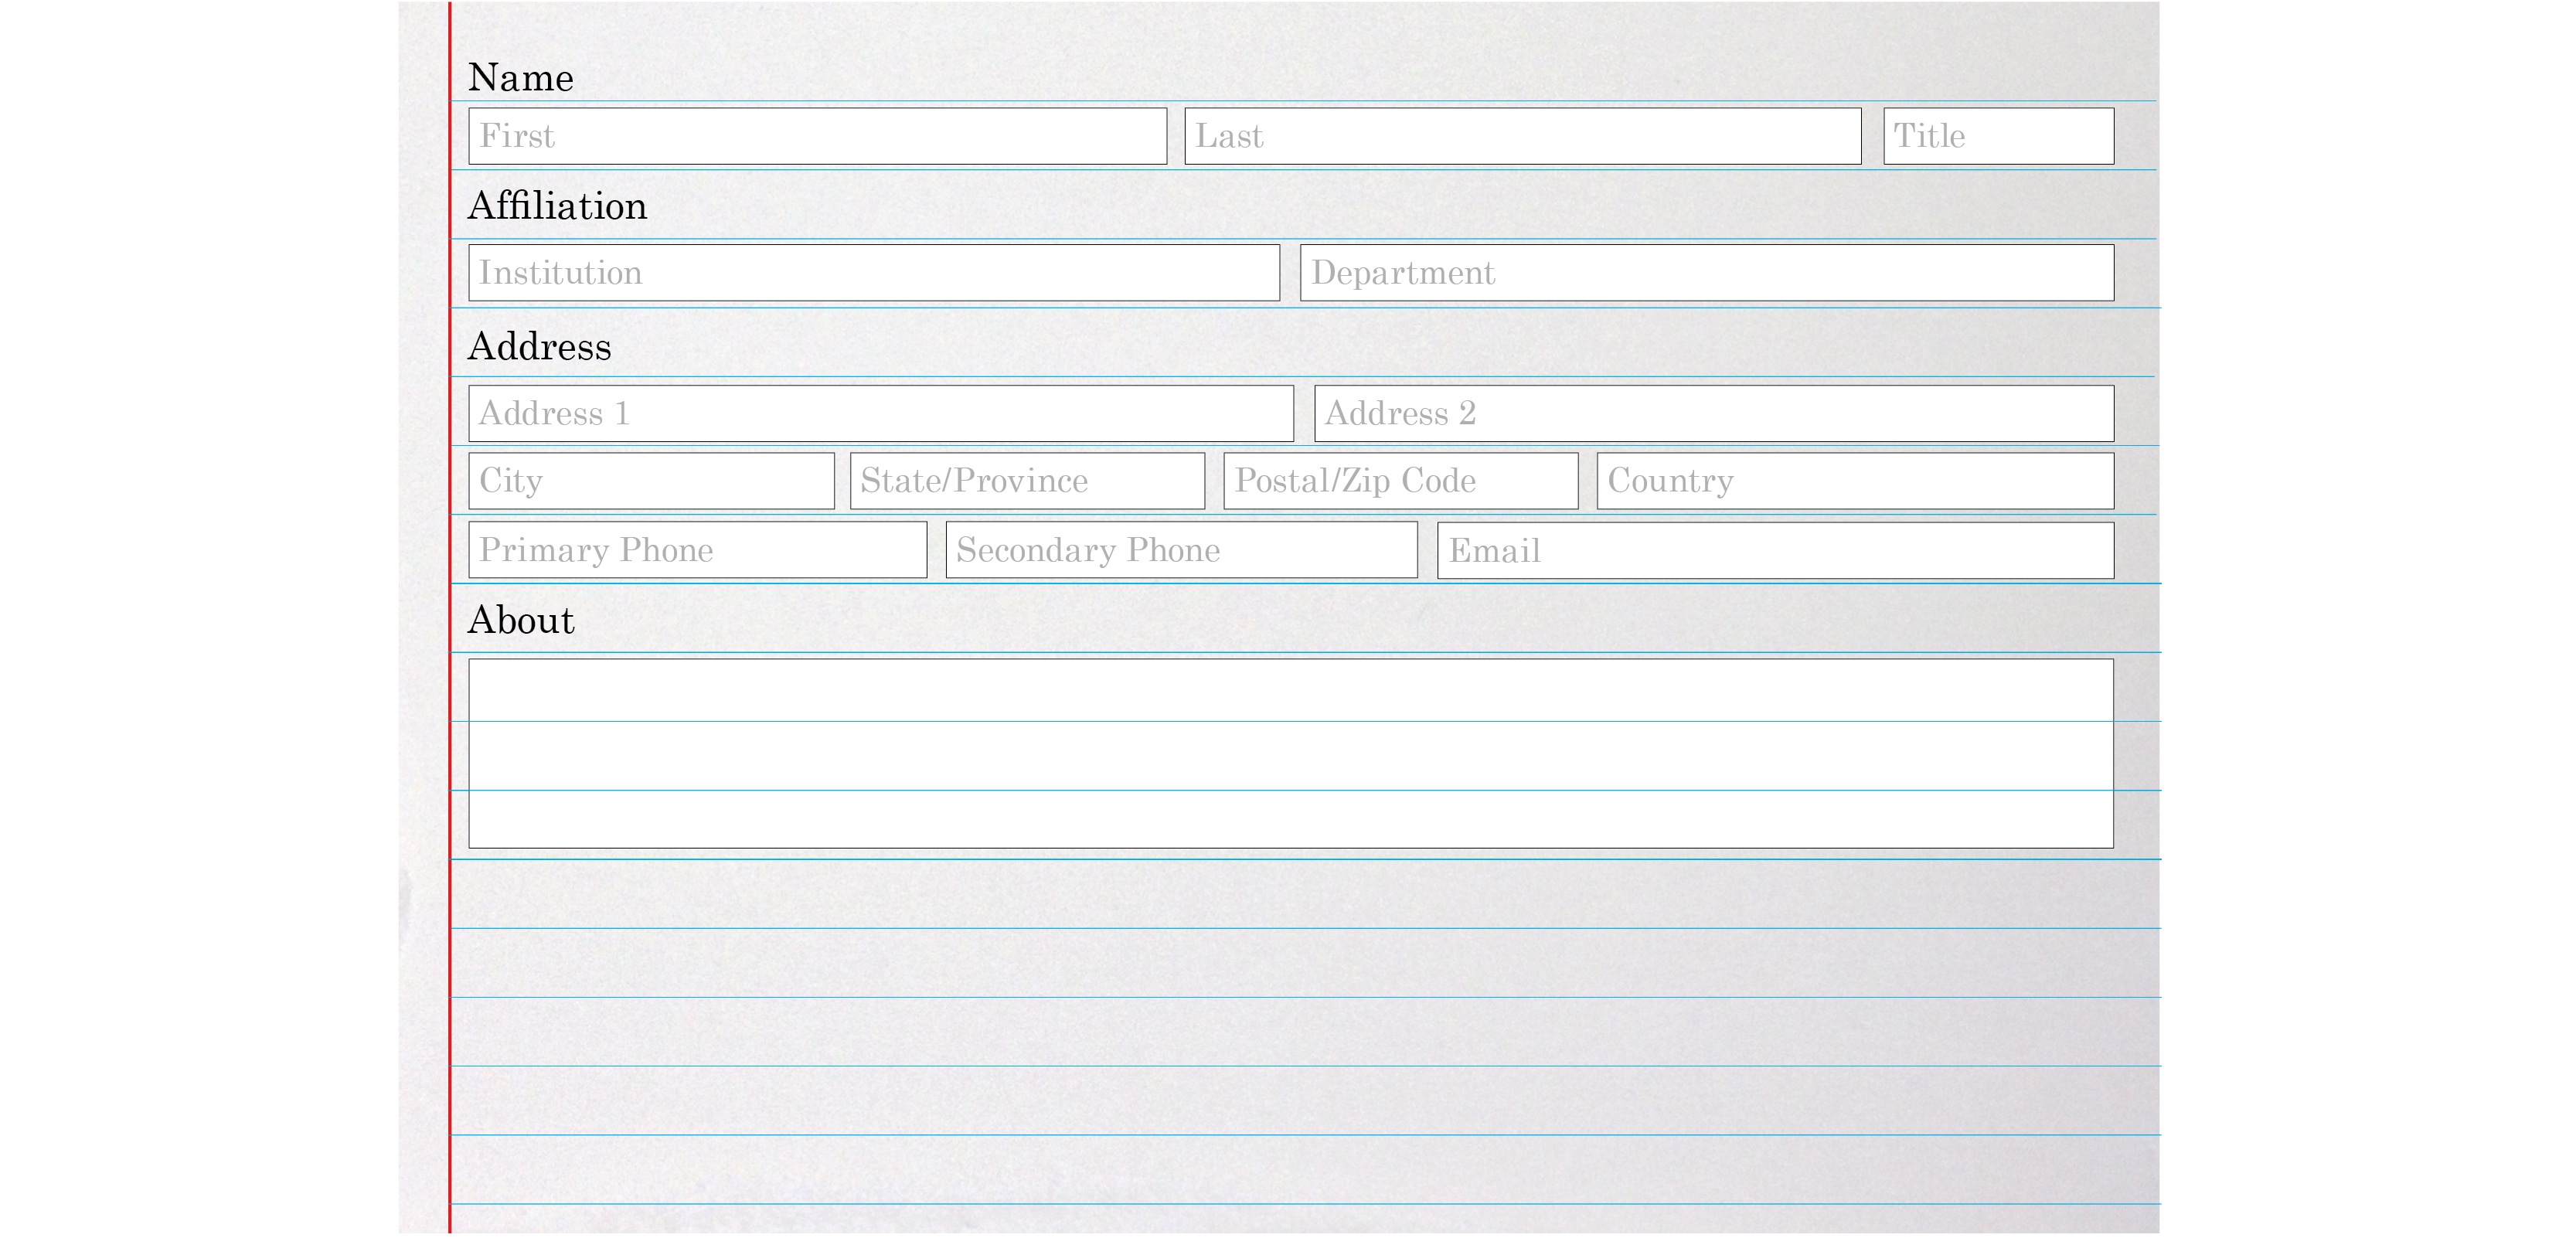 Name
First Last Title
Affiliation
Institution Department
Address
Address 1 Address 2
City State/Province Postal/Zip Code Country
Primary Phone Secondary Phone Email
About